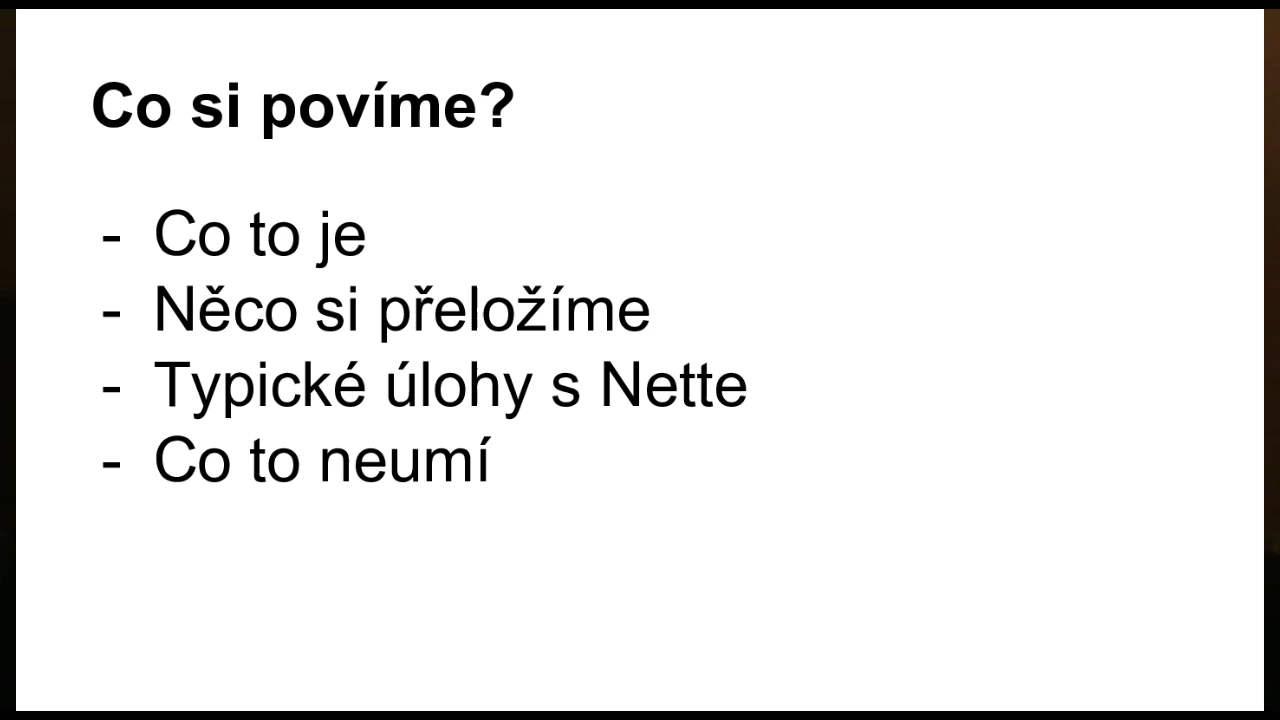 Co si povíme?
- Co to je
- Něco si přeložíme
- Typické úlohy s Nette
- Co to neumí